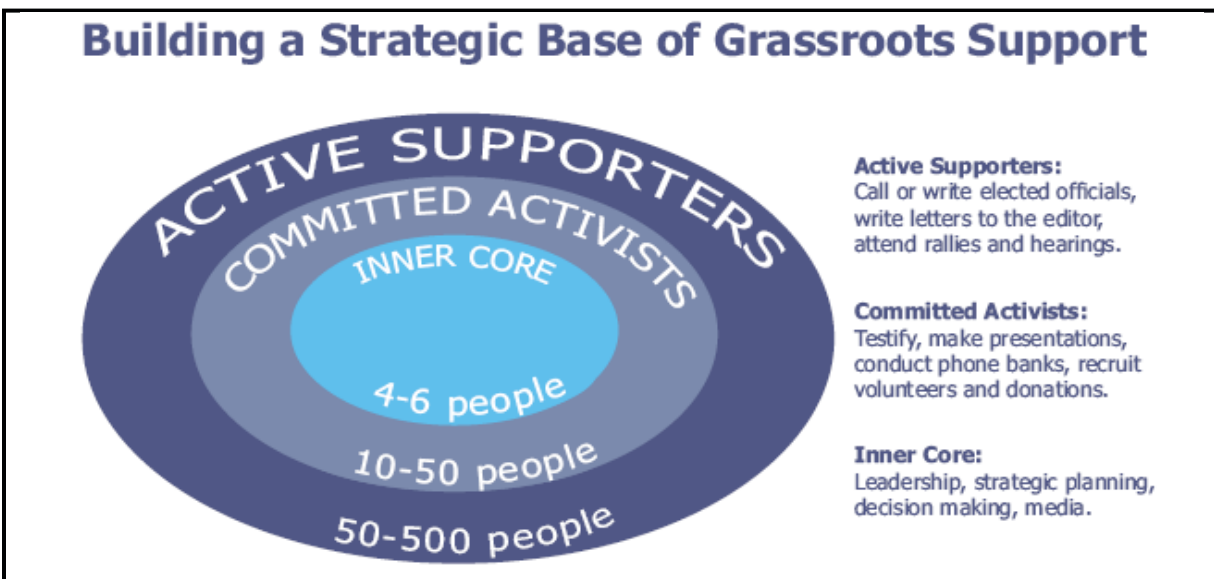 Building a Strategic Base of Grassroots Support
ACTIVE SUPPORTERS
COMMITTED ACTIVISTS
INNER CORE
4-6 people
10-50 people
50-500 people
Active Supporters:
Call or write elected officials,
write letters to the editor,
attend rallies and hearings.
Committed Activists:
Testify, make presentations,
conduct phone banks, recruit
volunteers and donations.
Inner Core:
Leadership, strategic planning,
decision making, media.